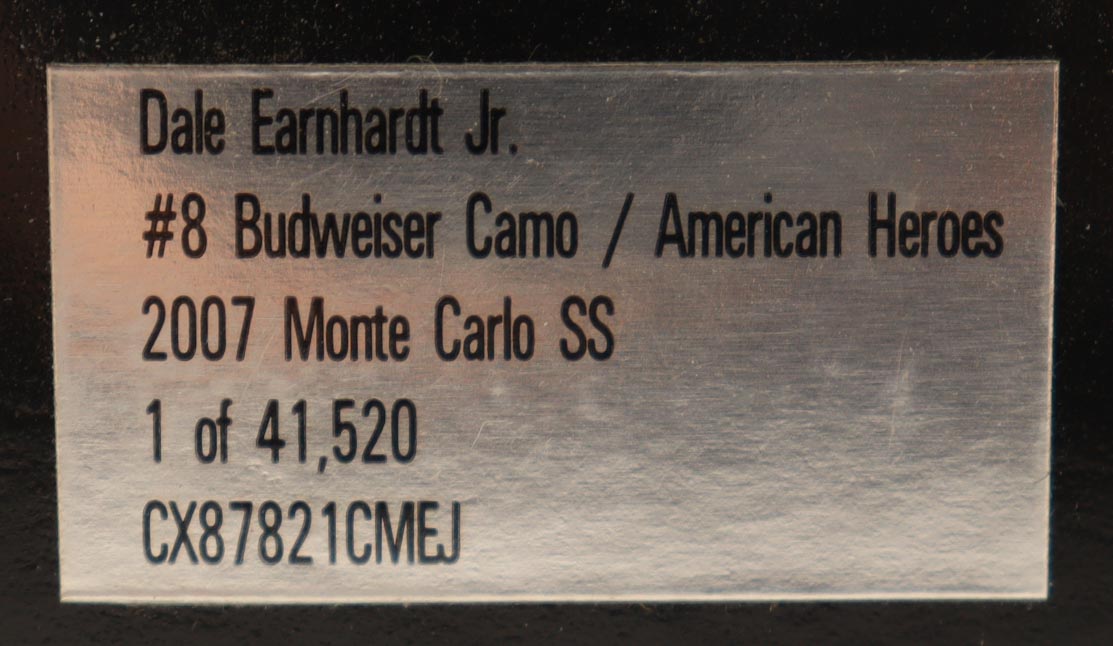 Dale Earnhardt Jr.
#8 Budweiser Camo / American Heroes
2007 Monte Carlo SS
1 of 41,520
CX87821CMEJ